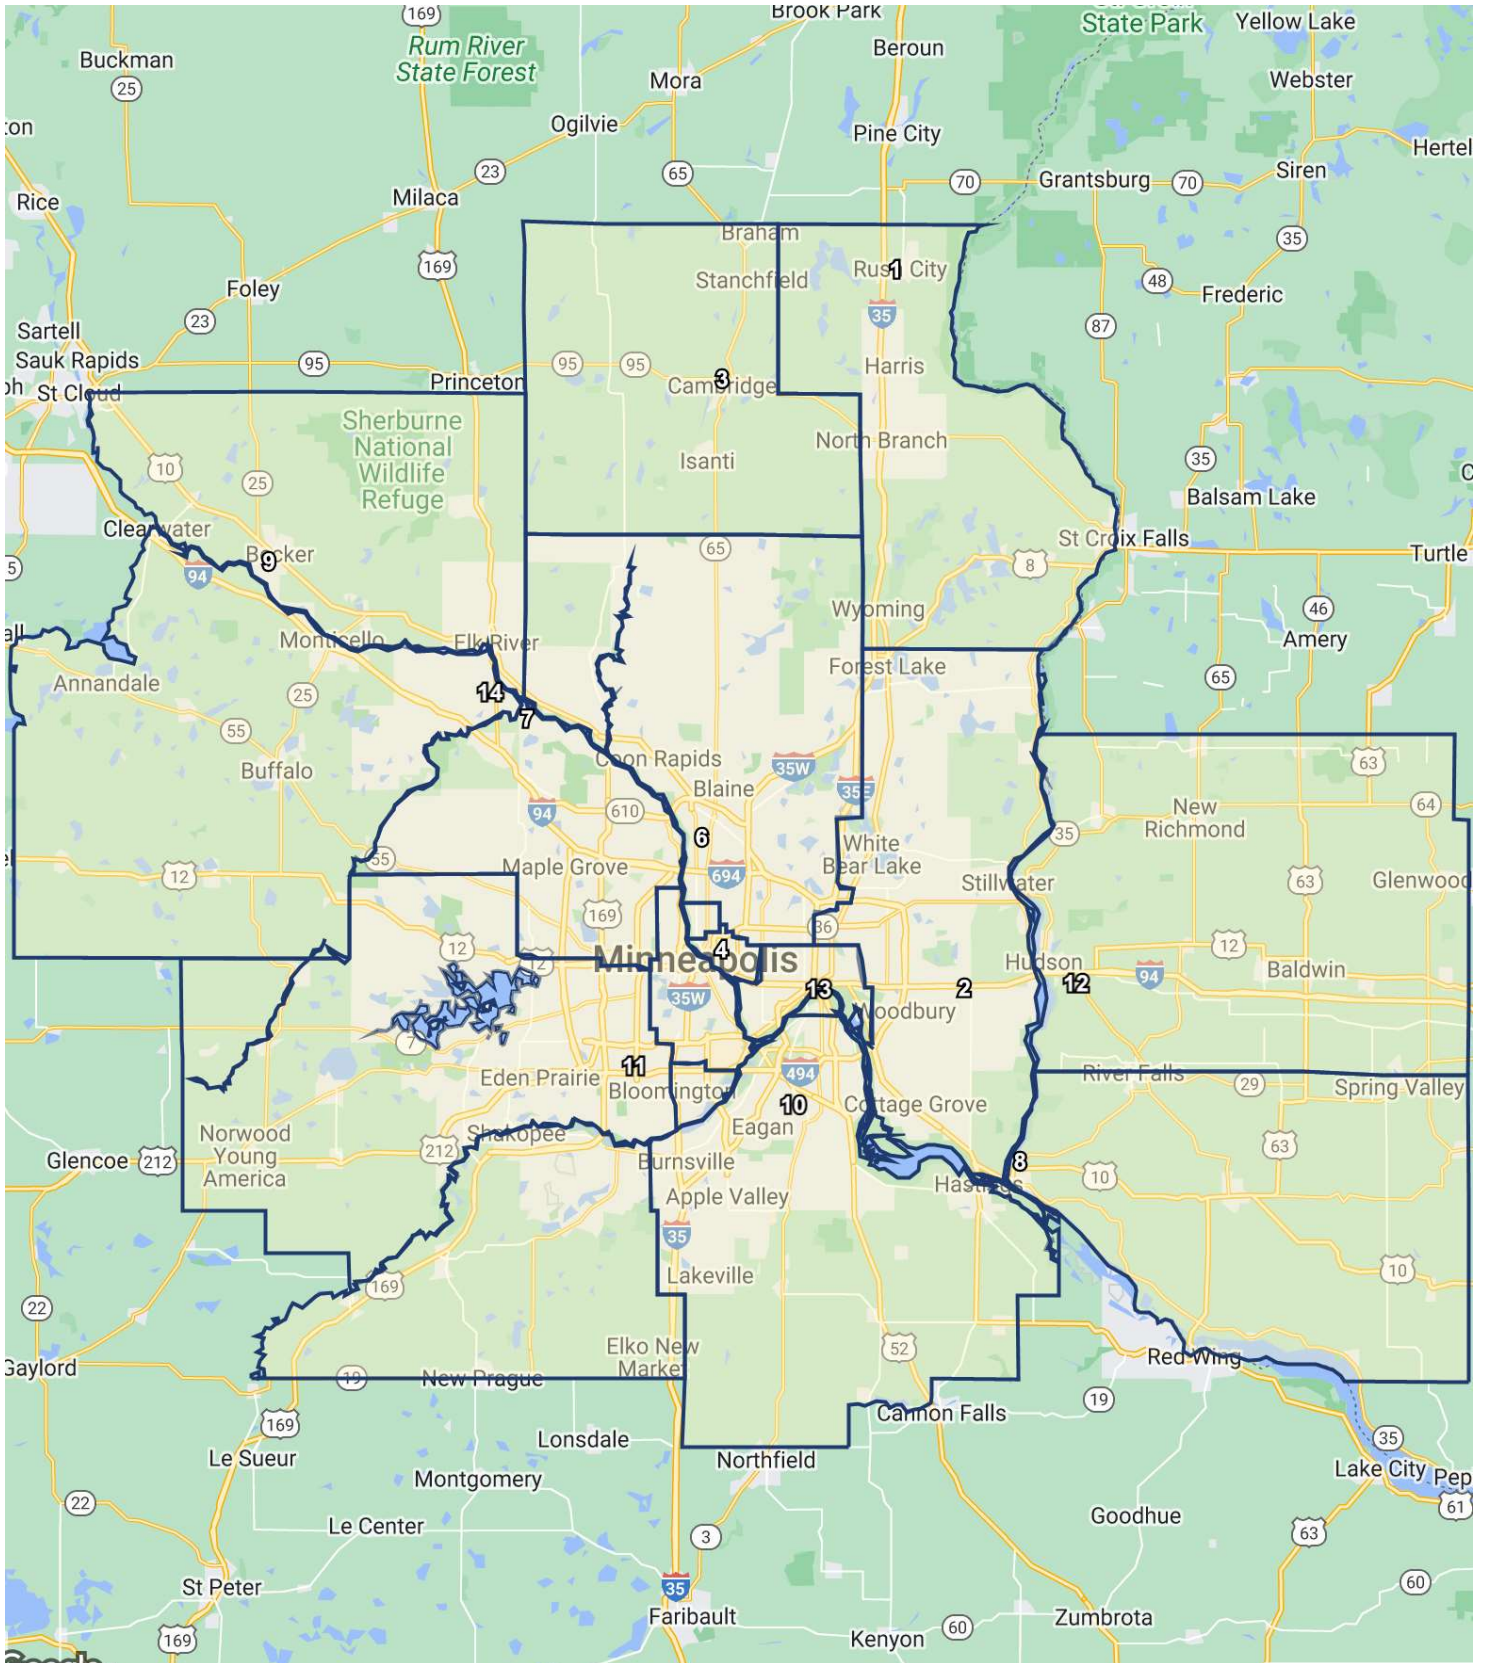 169
Brook Park
State Park
Yellow Lake
Buckman
25
Rum River
State Forest
Mora
Beroun
Webster
Ogilvie
Pine City
Hertel
23
65
70
Grantsburg
70
Siren
Rice
Milaca
Braham
35
169
Stanchfield
1
48
Foley
Frederic
35
23
87
Sartell
Sauk Rapids
95
95
95
Harris
St Cloud
Princeton
Cambridge
3
Sherburne
National
Wildlife
Refuge
North Branch
10
25
Isanti
35
Balsam Lake
Clearwater
St Croix Falls
9
Becker
65
8
Turtle
5
94
46
Wyoming
Amery
Monticello
Elk River
Forest Lake
Annandale
25
14
65
7
55
Coon Rapids
35W
63
Buffalo
Blaine
35E
94
610
6
New
Richmond
64
35
55
Maple Grove
White
Bear Lake
12
694
Stillwater
63
Glenwood
169
36
12
12
Minneapolis
4
Hudson
12
94
12
Baldwin
35W
13
2
Woodbury
7
11
Eden Prairie
Bloomington
494
10
Cottage Grove
River Falls
29
Spring Valley
Norwood
Young
America
Shakopee
Eagan
63
Glencoe
212
212
Burnsville
8
10
Apple Valley
Hastings
35
Lakeville
10
169
22
Elko New
Market
52
Red Wing
Gaylord
19
New Prague
19
Cannon Falls
169
Le Sueur
Lonsdale
Northfield
35
Montgomery
Lake City
Pep
22
61
Le Center
3
Goodhue
63
St Peter
35
60
Faribault
Zumbrota
169
Kenyon
60